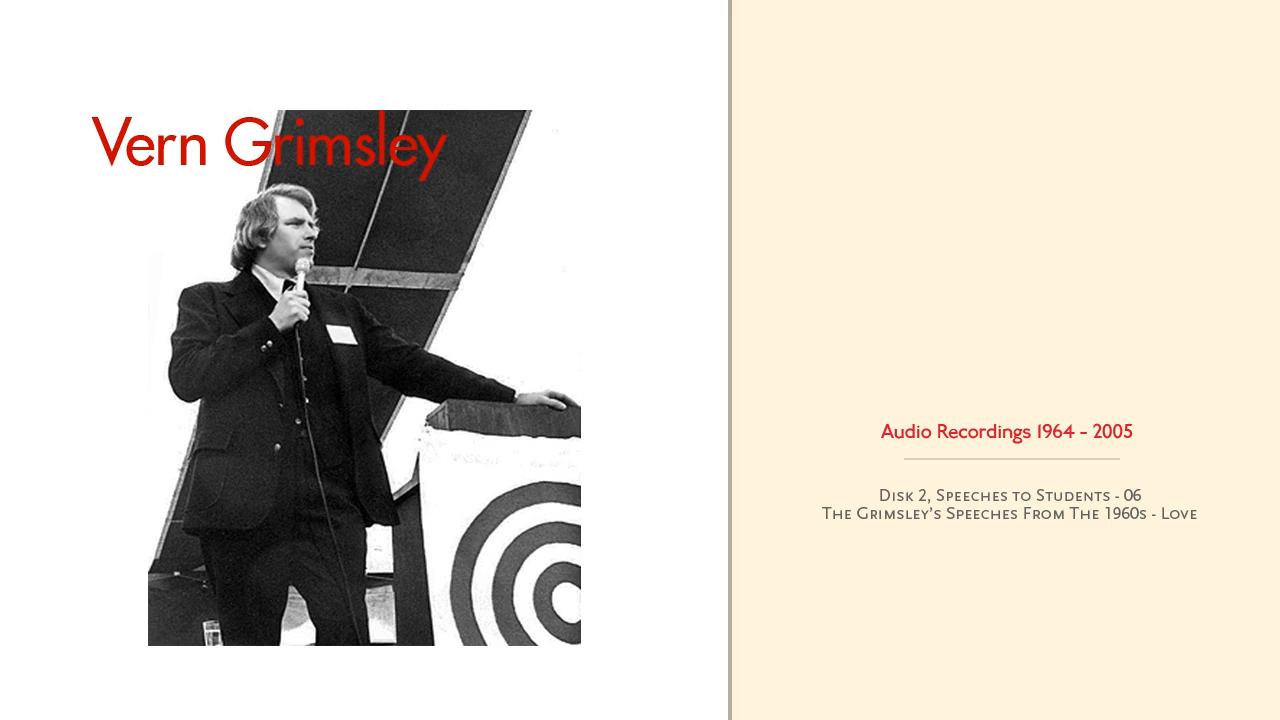 Vern Grimsley
Audio Recordings 1964 - 2005
Disk 2, Speeches to Students - 06
The Grimsley's Speeches From The 1960s - Love